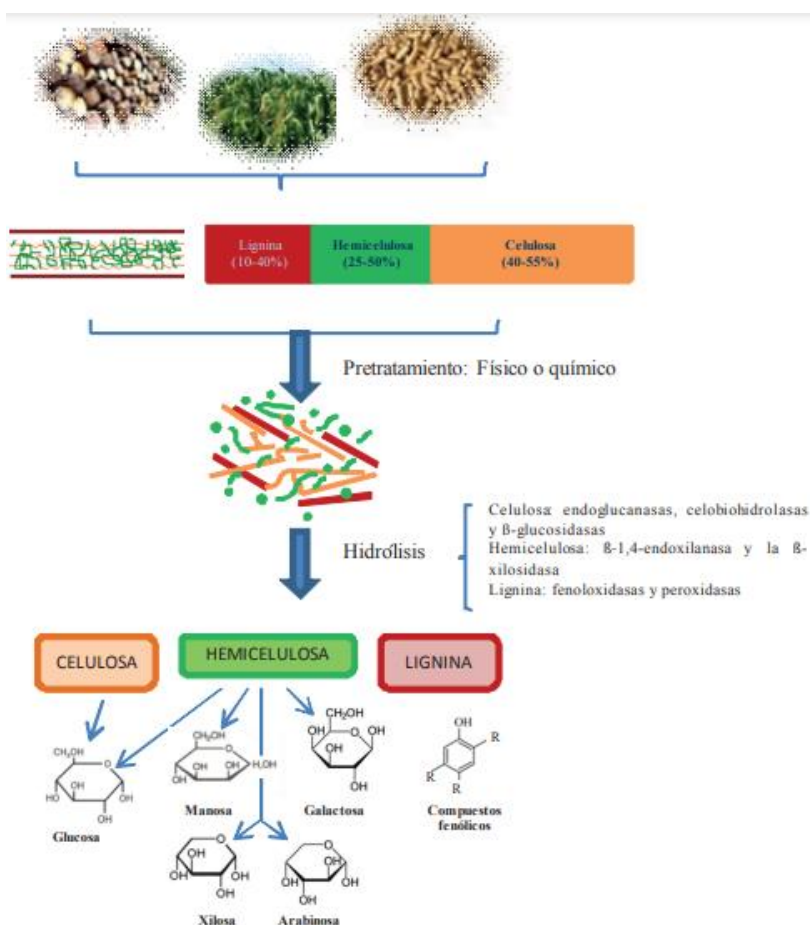 Lignina
(10-40%)
Hemicelulosa
(25-50%)
Celulosa
(40-55%)
Pretratamiento: Físico o químico
Hidrólisis
Celulosa: endoglucanasas, celobiohidrolasas
y ß-glucosidasas
Hemicelulosa: ß-1,4-endoxilanasa y la ß-
xilosidasa
Lignina: fenoloxidasas y peroxidasas
CELULOSA
HEMICELULOSA
LIGNINA
CH₂OH
O
OH
HO
OH
OH
Glucosa
CH₂OH
O
OH
OH
OH
H,OH
Manosa
CH₂OH
OH
O
OH
OH
OH
Galactosa
OH
R
R
R
Compuestos
fenólicos
O
OH
OH
OH
OH
Xilosa
O
OH
OH
OH
OH
Arabinosa